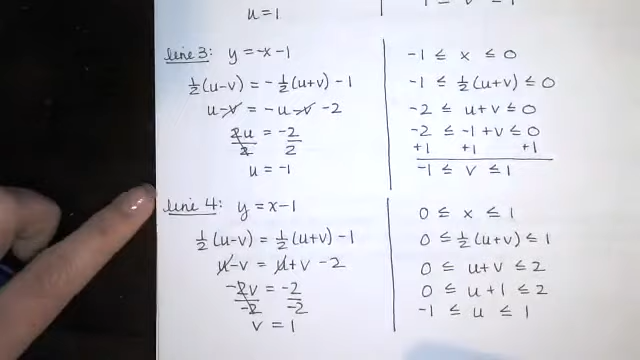 u = 1
line 3: y = -x - 1
½(u-v) = -½(u+v) - 1
u - v = -u - v - 2
2u/2 = -2/2
u = -1
-1 ≤ x ≤ 0
-1 ≤ ½(u+v) ≤ 0
-2 ≤ u+v ≤ 0
-2 ≤ -1+v ≤ 0
+1 +1 +1
-1 ≤ v ≤ 1
line 4: y = x - 1
½(u-v) = ½(u+v) - 1
u - v = u + v - 2
-2v/-2 = -2/-2
v = 1
0 ≤ x ≤ 1
0 ≤ ½(u+v) ≤ 1
0 ≤ u+v ≤ 2
0 ≤ u+1 ≤ 2
-1 ≤ u ≤ 1